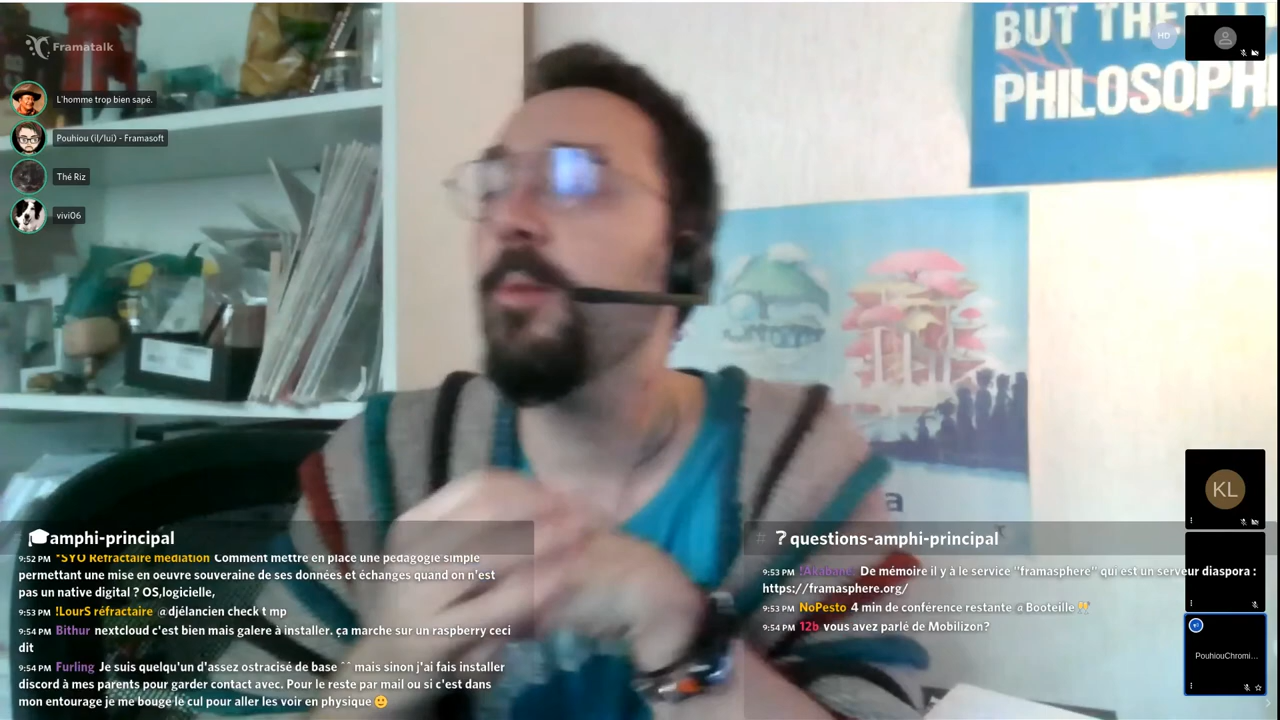 BUT THEN
PHILOSOPH
HD
Framatalk
L'homme trop bien sapé.
Pouhiou (il/lui) - Framasoft
Thé Riz
vivi06
a
KL
amphi-principal
9:52 PM *SYO Réfractaire médiation Comment mettre en place une pédagogie simple
permettant une mise en oeuvre souveraine de ses données et échanges quand on n'est
pas un native digital ? OS,logicielle,
9:53 PM !LourS réfractaire @djélancien check t mp
9:54 PM Bithur nextcloud c'est bien mais galere à installer. ça marche sur un raspberry ceci
dit
9:54 PM Furling Je suis quelqu'un d'assez ostracisé de base ^^ mais sinon j'ai fais installer
discord à mes parents pour garder contact avec. Pour le reste par mail ou si c'est dans
mon entourage je me bouge le cul pour aller les voir en physique 🙂
# ? questions-amphi-principal
9:53 PM !Akabane De mémoire il y à le service "framasphere" qui est un serveur diaspora :
https://framasphere.org/
9:53 PM NoPesto 4 min de conférence restante @Booteille
9:54 PM 12b vous avez parlé de Mobilizon?
PouhiouChromi...